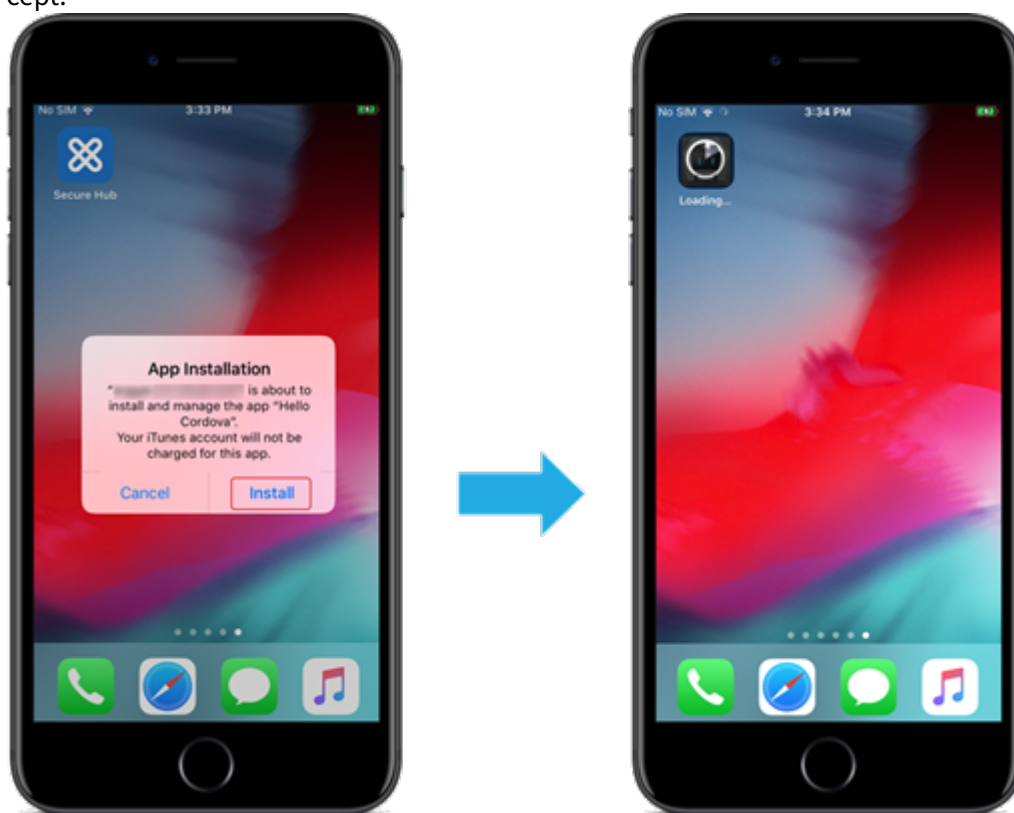 cept.
No SIM 3:33 PM
Secure Hub
App Installation
" is about to
install and manage the app "Hello
Cordova".
Your iTunes account will not be
charged for this app.
Cancel Install
No SIM 3:34 PM
Loading...